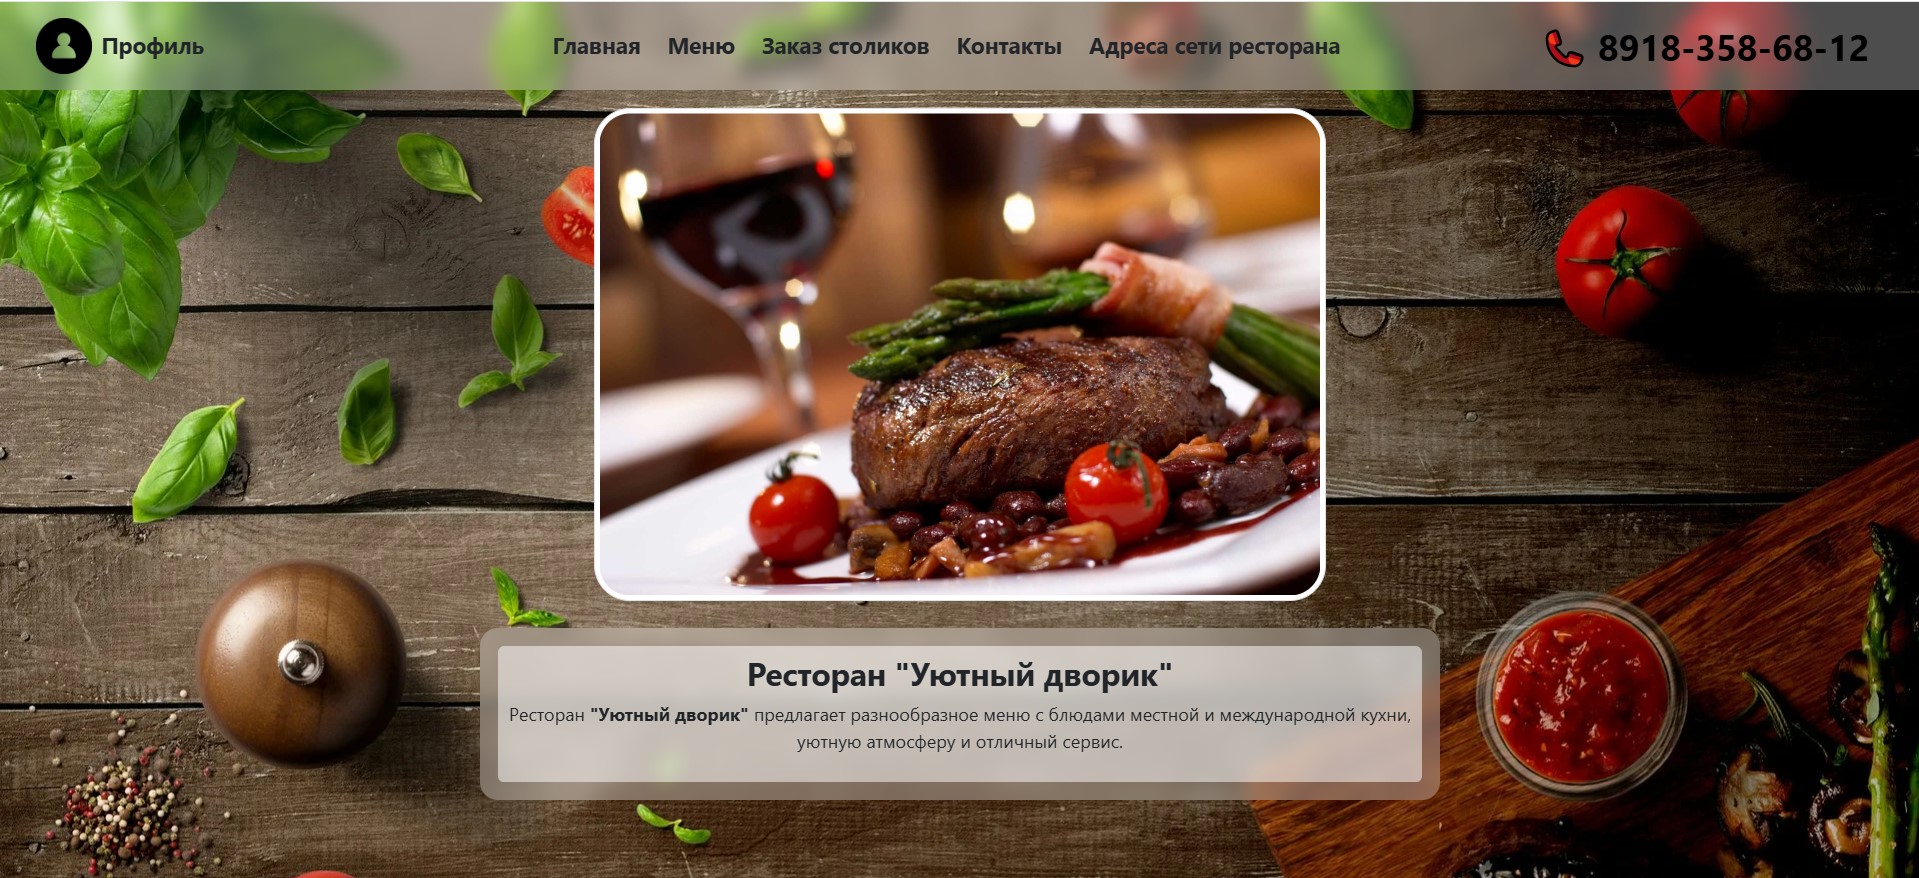 Профиль
Главная Меню Заказ столиков Контакты Адреса сети ресторана
8918-358-68-12
Ресторан "Уютный дворик"
Ресторан "Уютный дворик" предлагает разнообразное меню с блюдами местной и международной кухни,
уютную атмосферу и отличный сервис.